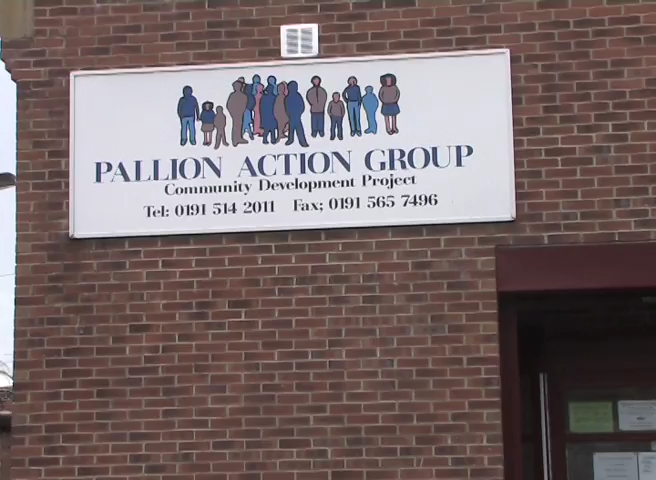 PALLION ACTION GROUP
Community Development Project
Tel: 0191 514 2011 Fax; 0191 565 7496